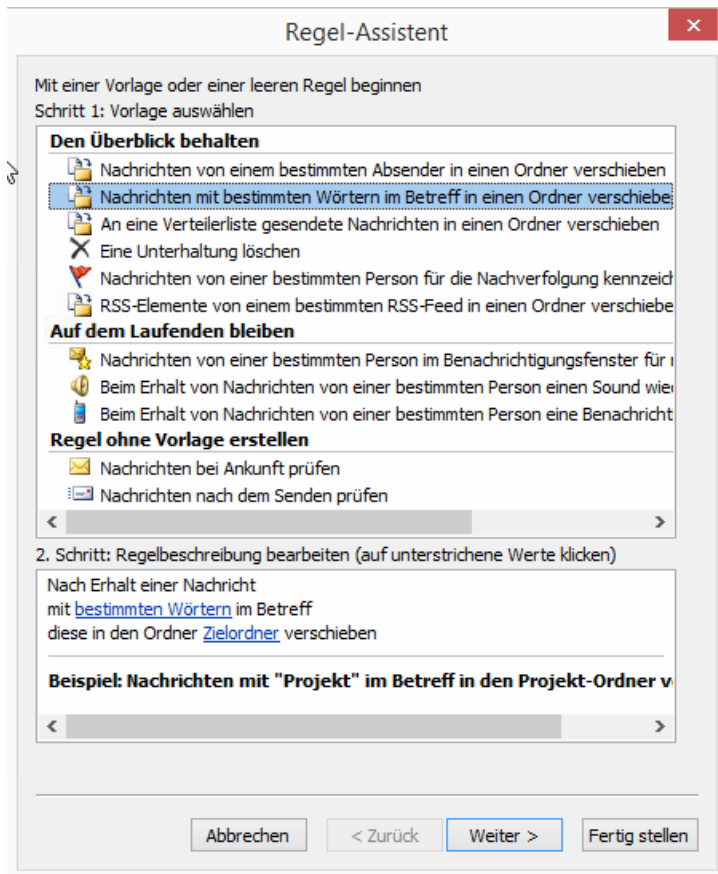 Regel-Assistent
Mit einer Vorlage oder einer leeren Regel beginnen
Schritt 1: Vorlage auswählen
Den Überblick behalten
Nachrichten von einem bestimmten Absender in einen Ordner verschieben
Nachrichten mit bestimmten Wörtern im Betreff in einen Ordner verschiebe
An eine Verteilerliste gesendete Nachrichten in einen Ordner verschieben
Eine Unterhaltung löschen
Nachrichten von einer bestimmten Person für die Nachverfolgung kennzeich
RSS-Elemente von einem bestimmten RSS-Feed in einen Ordner verschiebe
Auf dem Laufenden bleiben
Nachrichten von einer bestimmten Person im Benachrichtigungsfenster für
Beim Erhalt von Nachrichten von einer bestimmten Person einen Sound wie
Beim Erhalt von Nachrichten von einer bestimmten Person eine Benachricht
Regel ohne Vorlage erstellen
Nachrichten bei Ankunft prüfen
Nachrichten nach dem Senden prüfen
2. Schritt: Regelbeschreibung bearbeiten (auf unterstrichene Werte klicken)
Nach Erhalt einer Nachricht
mit bestimmten Wörtern im Betreff
diese in den Ordner Zielordner verschieben
Beispiel: Nachrichten mit "Projekt" im Betreff in den Projekt-Ordner v
Abbrechen < Zurück Weiter > Fertig stellen